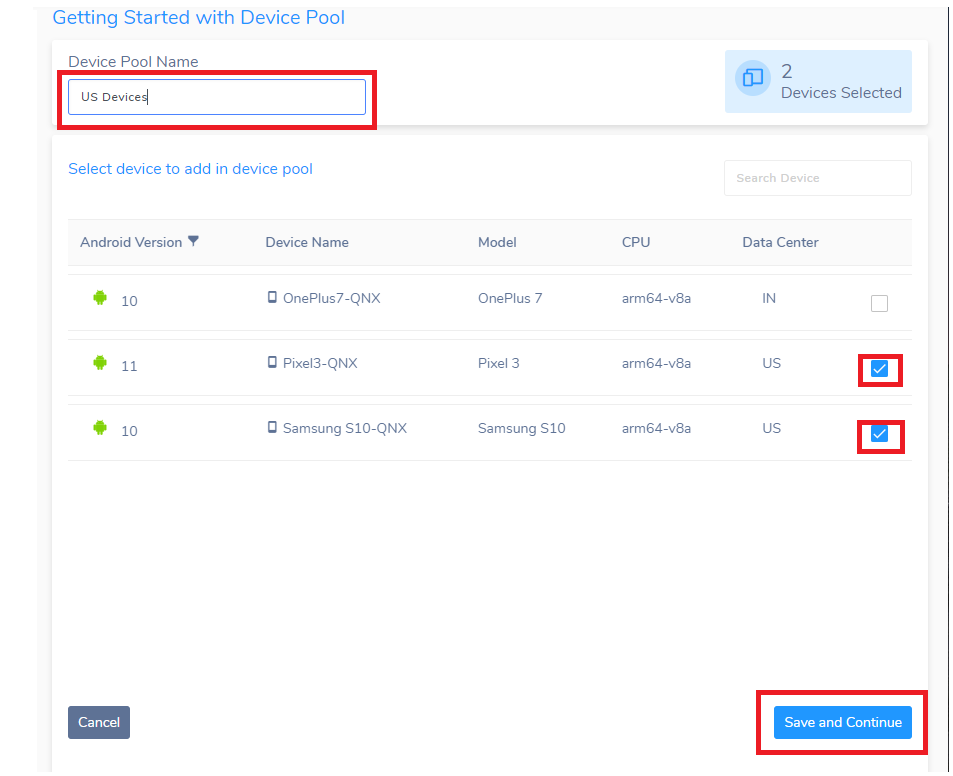 Getting Started with Device Pool
Device Pool Name
US Devices
2
Devices Selected
Select device to add in device pool
Search Device
Android Version Device Name Model CPU Data Center
10 OnePlus7-QNX OnePlus 7 arm64-v8a IN
11 Pixel3-QNX Pixel 3 arm64-v8a US
10 Samsung S10-QNX Samsung S10 arm64-v8a US
Cancel Save and Continue